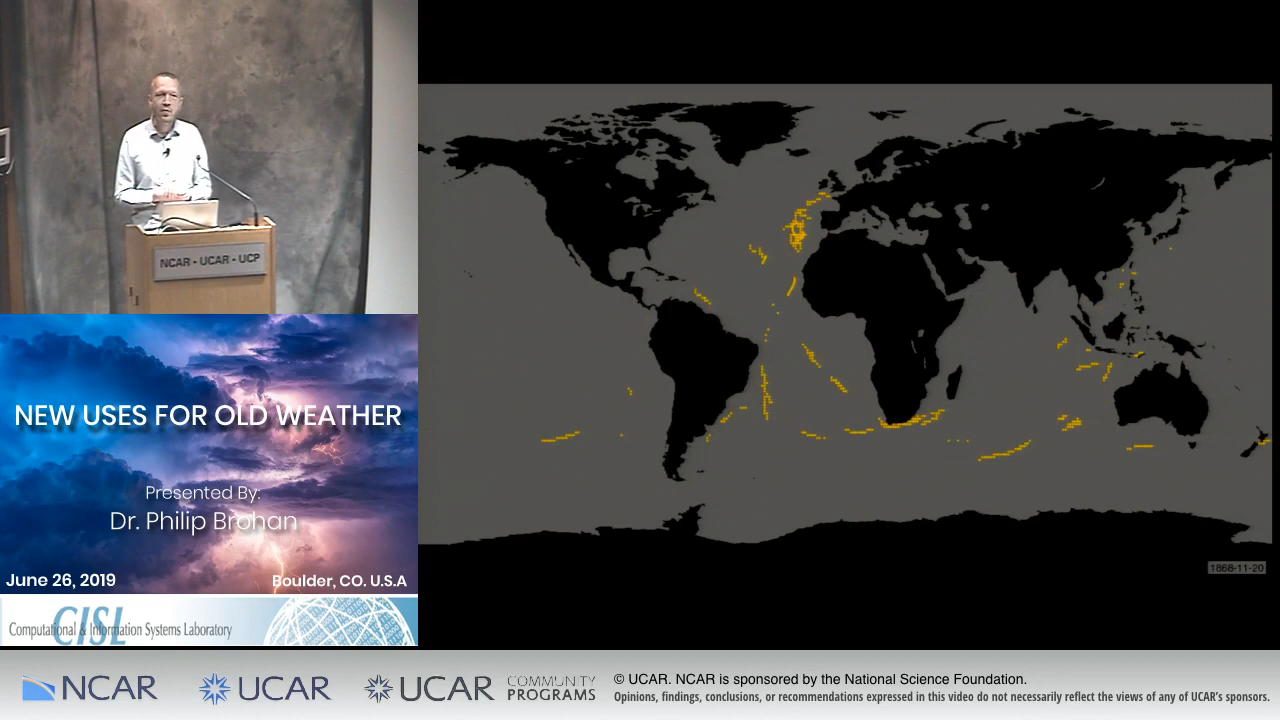 NCAR - UCAR - UCP
NEW USES FOR OLD WEATHER
Presented By:
Dr. Philip Brohan
June 26, 2019
Boulder, CO. U.S.A
CISL
Computational & Information Systems Laboratory
1868-11-20
NCAR
UCAR
UCAR
COMMUNITY
PROGRAMS
© UCAR. NCAR is sponsored by the National Science Foundation.
Opinions, findings, conclusions, or recommendations expressed in this video do not necessarily reflect the views of any of UCAR's sponsors.